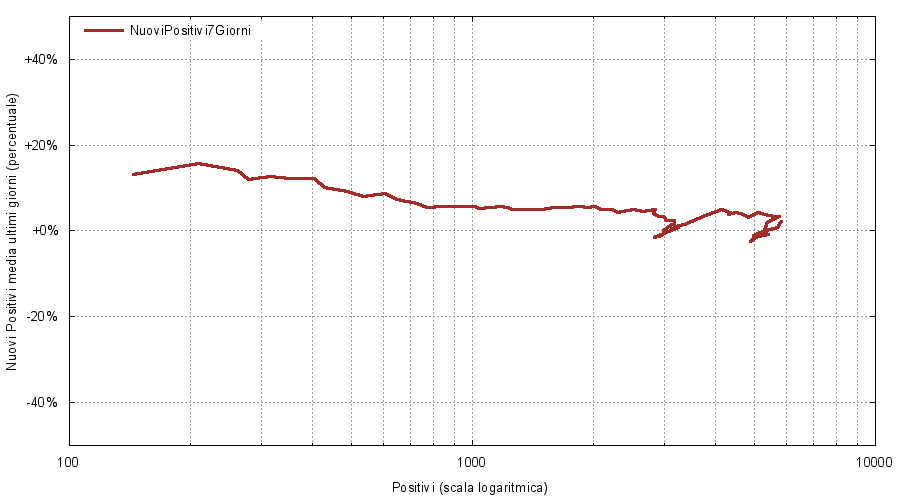 NuoviPositivi7Giorni
+40%
+20%
+0%
-20%
-40%
Nuovi Positivi media ultimi giorni (percentuale)
100
1000
10000
Positivi (scala logaritmica)